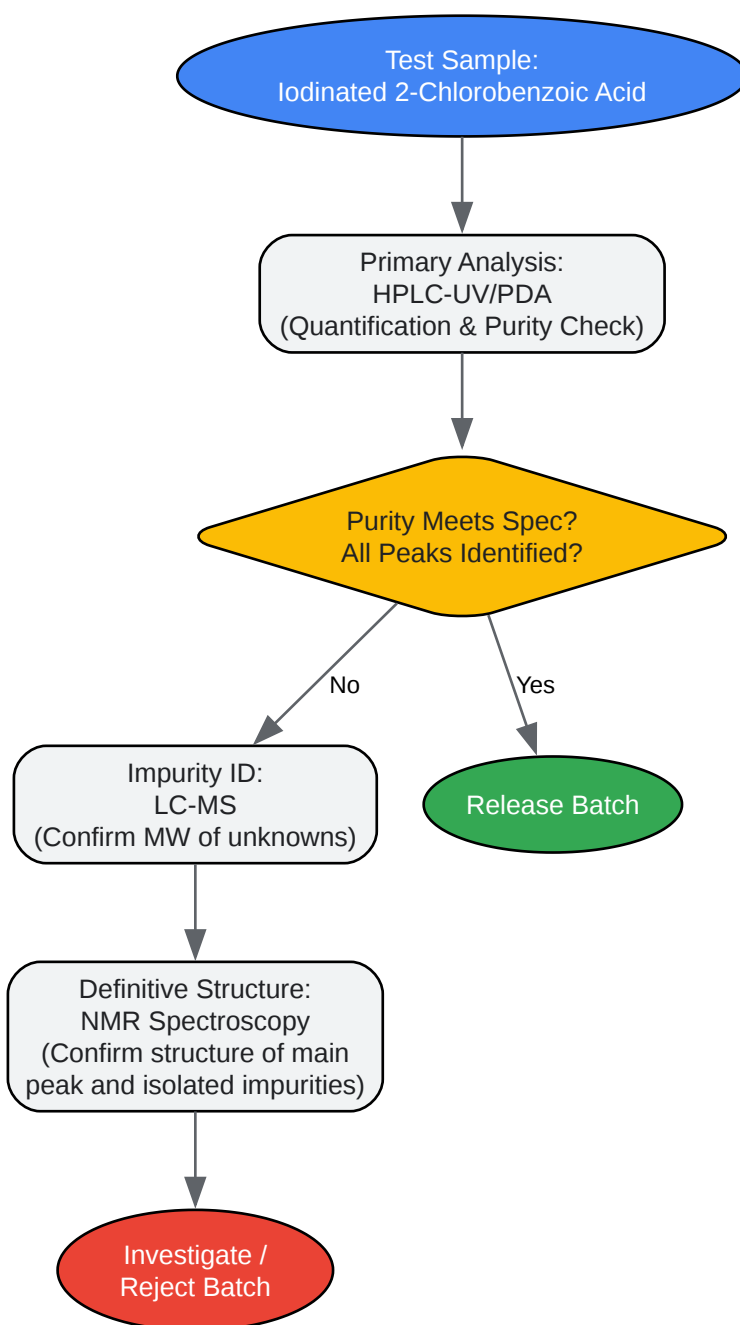 Test Sample:
Iodinated 2-Chlorobenzoic Acid
Primary Analysis:
HPLC-UV/PDA
(Quantification & Purity Check)
Purity Meets Spec?
All Peaks Identified?
No
Yes
Impurity ID:
LC-MS
(Confirm MW of unknowns)
Release Batch
Definitive Structure:
NMR Spectroscopy
(Confirm structure of main
peak and isolated impurities)
Investigate /
Reject Batch